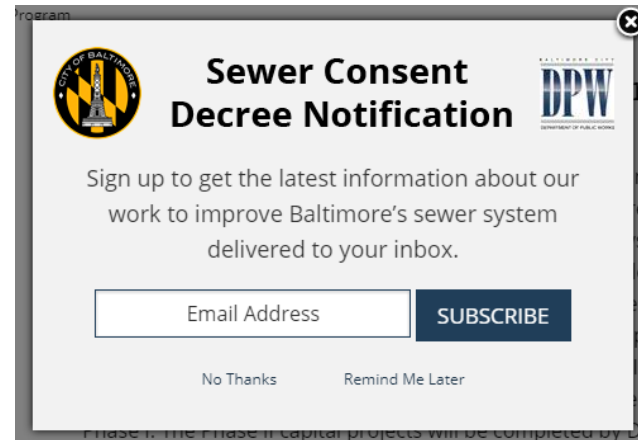 Program
CITY OF BALTIMORE
Sewer Consent
Decree Notification
BALTIMORE CITY
DPW
DEPARTMENT OF PUBLIC WORKS
Sign up to get the latest information about our
work to improve Baltimore’s sewer system
delivered to your inbox.
Email Address
SUBSCRIBE
No Thanks
Remind Me Later
Phase I. The Phase II capital projects will be completed by